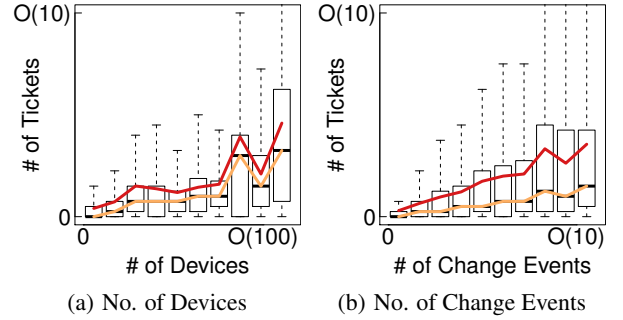 O(10)
# of Tickets
0
0
O(100)
# of Devices
(a) No. of Devices
O(10)
# of Tickets
0
0
O(10)
# of Change Events
(b) No. of Change Events